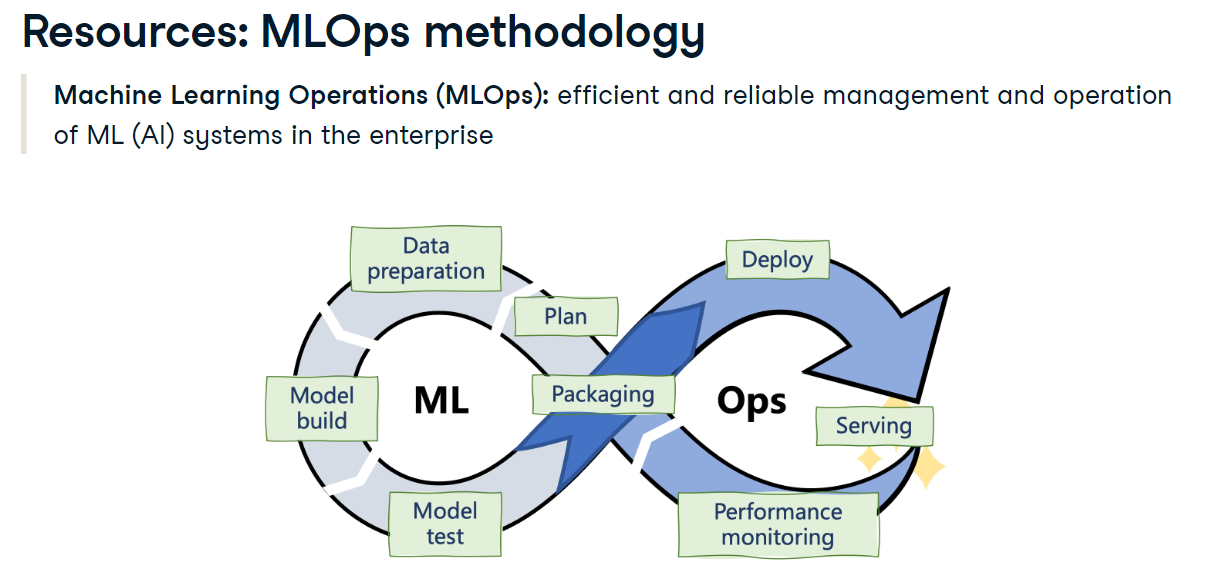 Resources: MLOps methodology
Machine Learning Operations (MLOps): efficient and reliable management and operation
of ML (AI) systems in the enterprise
Data
preparation
Plan
Deploy
Model
build
ML
Packaging
Ops
Serving
Model
test
Performance
monitoring